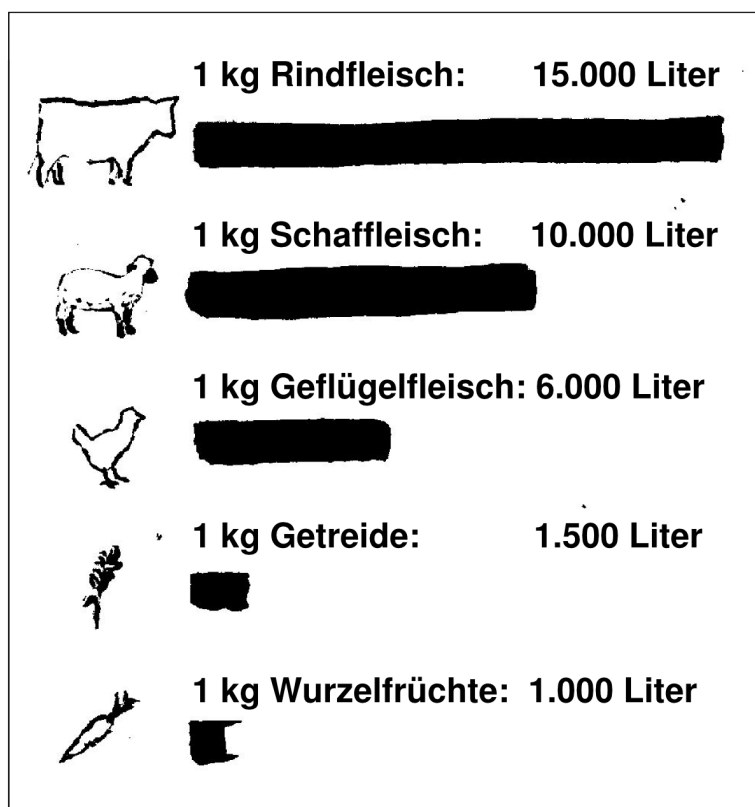 1 kg Rindfleisch: 15.000 Liter
1 kg Schaffleisch: 10.000 Liter
1 kg Geflügelfleisch: 6.000 Liter
1 kg Getreide: 1.500 Liter
1 kg Wurzelfrüchte: 1.000 Liter